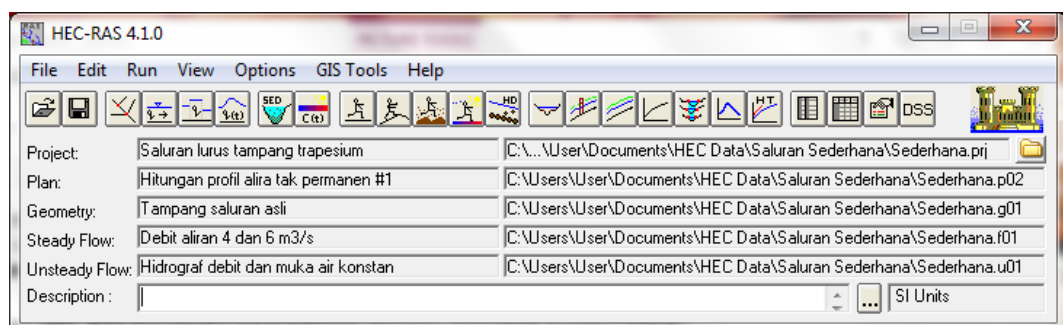 HEC-RAS 4.1.0
File Edit Run View Options GIS Tools Help
SED C(t) HD HT DSS
Project: Saluran lurus tampang trapesium C:\...\User\Documents\HEC Data\Saluran Sederhana\Sederhana.prj
Plan: Hitungan profil alira tak permanen #1 C:\Users\User\Documents\HEC Data\Saluran Sederhana\Sederhana.p02
Geometry: Tampang saluran asli C:\Users\User\Documents\HEC Data\Saluran Sederhana\Sederhana.g01
Steady Flow: Debit aliran 4 dan 6 m3/s C:\Users\User\Documents\HEC Data\Saluran Sederhana\Sederhana.f01
Unsteady Flow: Hidrograf debit dan muka air konstan C:\Users\User\Documents\HEC Data\Saluran Sederhana\Sederhana.u01
Description : ... SI Units